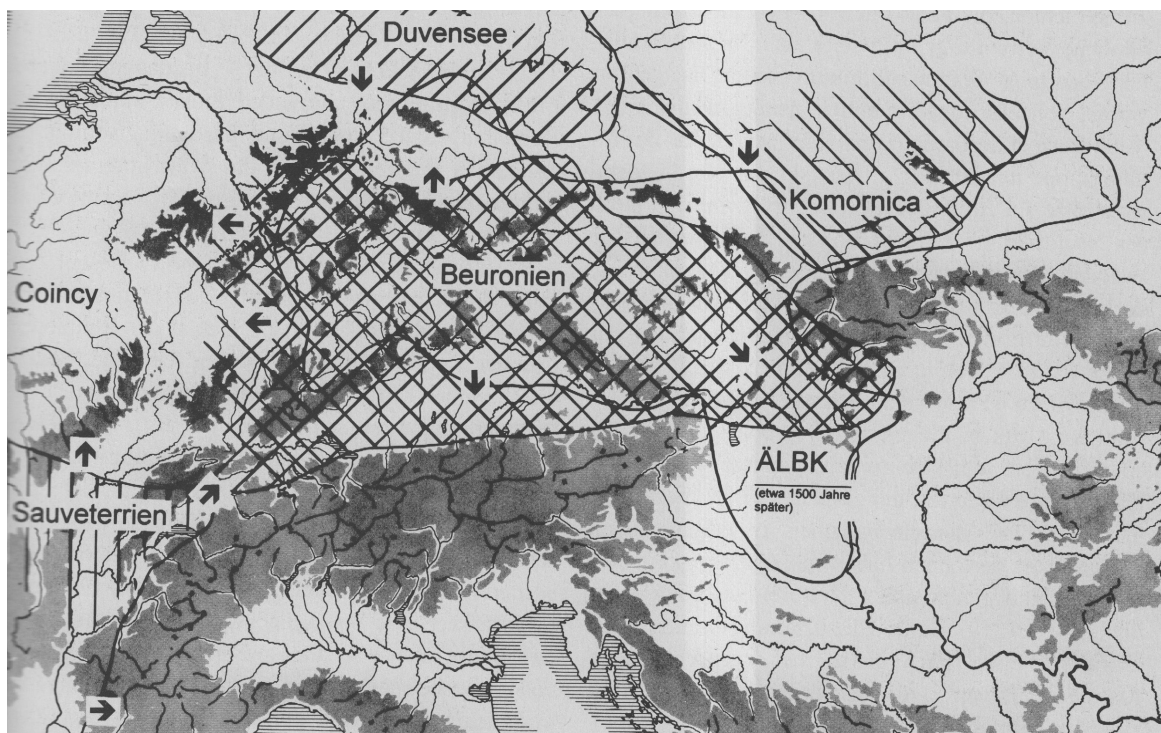 Duvensee
Komornica
Beuronien
Coincy
ÄLBK
(etwa 1500 Jahre
später)
Sauveterrien